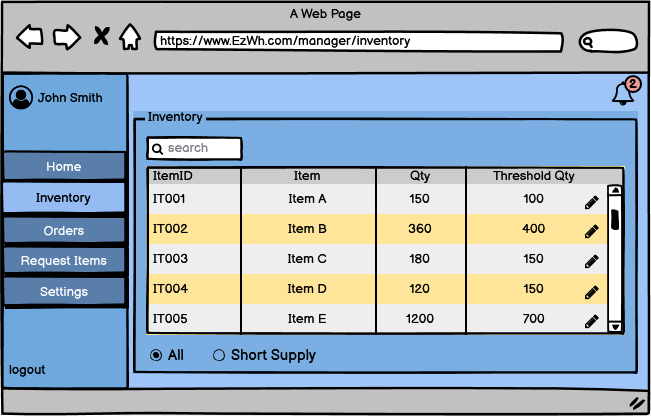 A Web Page
https://www.EzWh.com/manager/inventory
John Smith
2
Home
Inventory
Orders
Request Items
Settings
logout
Inventory
search
ItemID Item Qty Threshold Qty
IT001 Item A 150 100
IT002 Item B 360 400
IT003 Item C 180 150
IT004 Item D 120 150
IT005 Item E 1200 700
All Short Supply